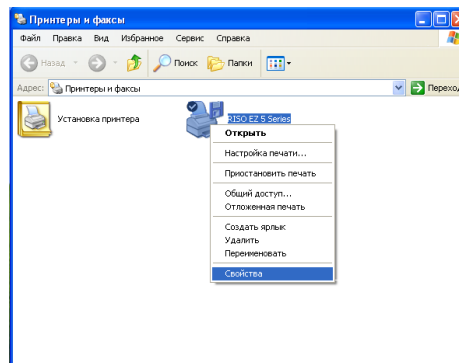 Принтеры и факсы
Файл Правка Вид Избранное Сервис Справка
Назад Поиск Папки
Адрес: Принтеры и факсы Переход
Установка принтера RISO EZ 5 Series
Открыть
Настройка печати...
Приостановить печать
Общий доступ...
Отложенная печать
Создать ярлык
Удалить
Переименовать
Свойства